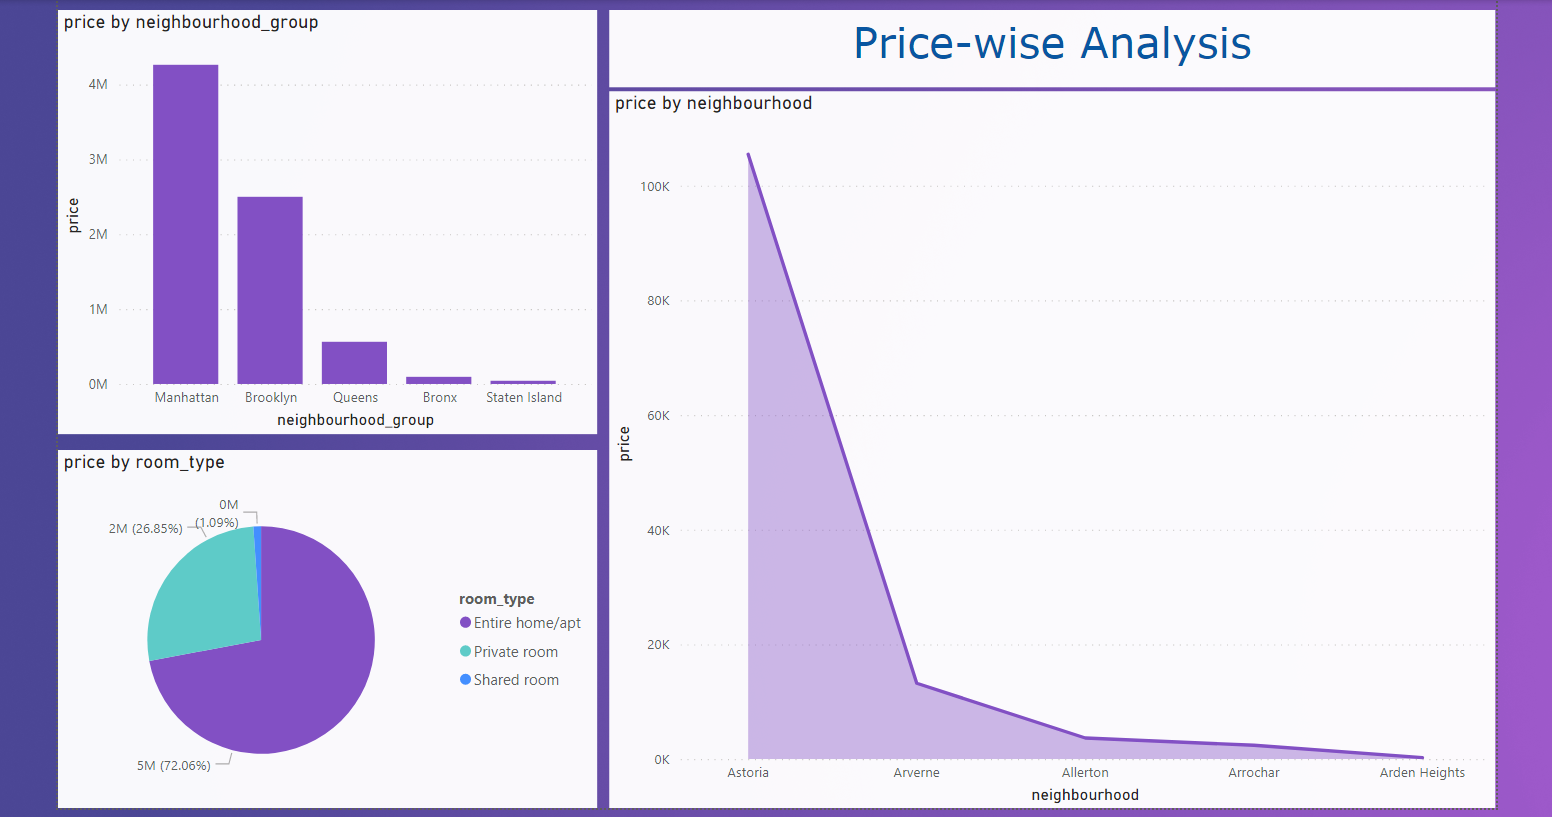 price by neighbourhood_group
4M
3M
2M
1M
0M
price
Manhattan Brooklyn Queens Bronx Staten Island
neighbourhood_group
Price-wise Analysis
price by neighbourhood
100K
80K
60K
40K
20K
0K
price
Astoria Arverne Allerton Arrochar Arden Heights
neighbourhood
price by room_type
0M
(1.09%)
2M (26.85%)
5M (72.06%)
room_type
Entire home/apt
Private room
Shared room